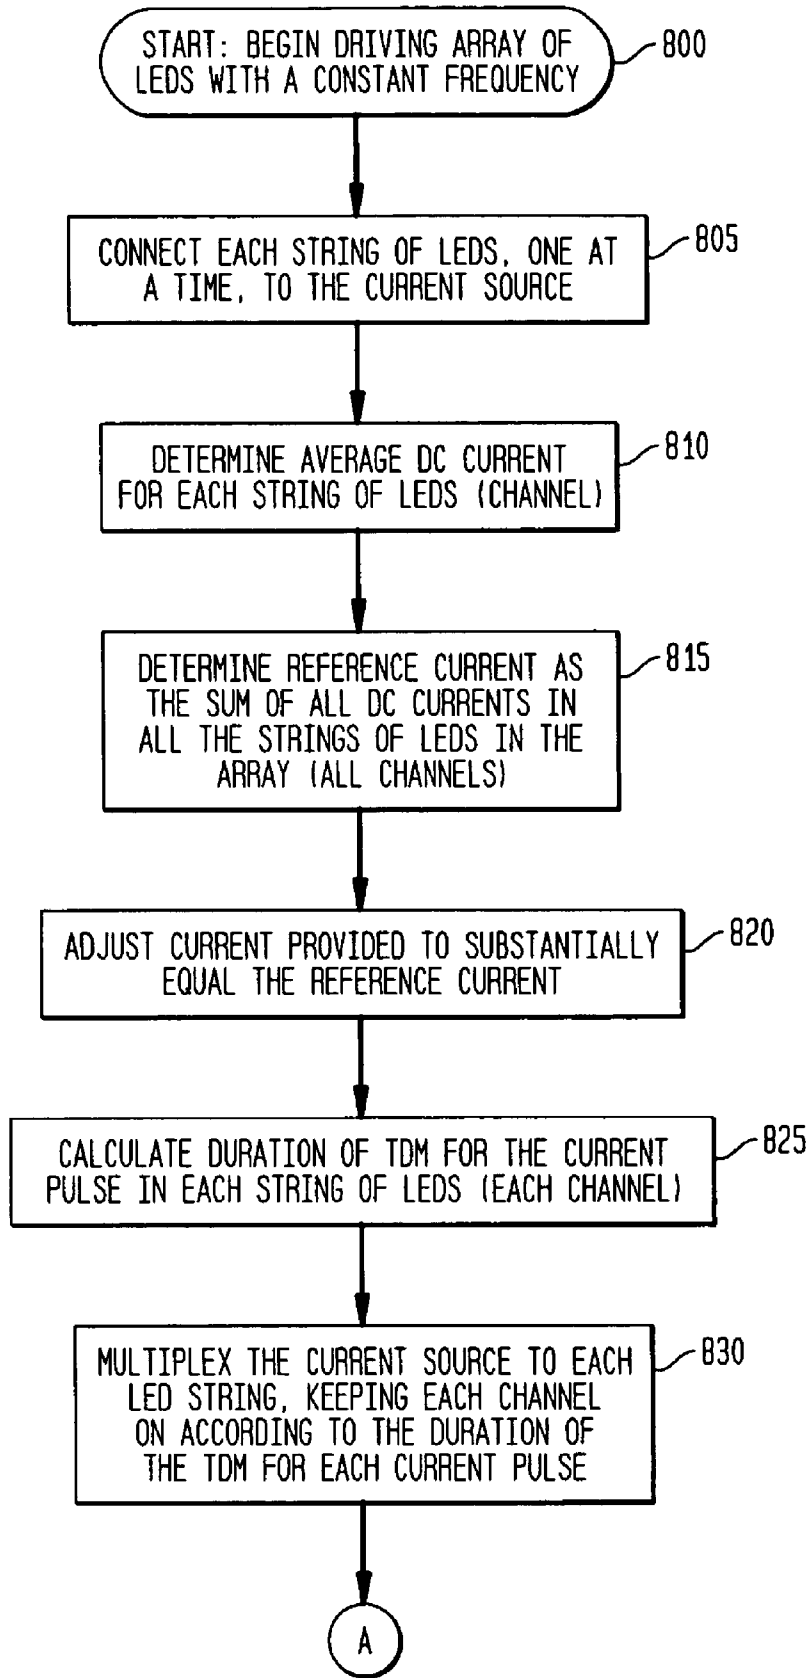 START: BEGIN DRIVING ARRAY OF
LEDS WITH A CONSTANT FREQUENCY
800
CONNECT EACH STRING OF LEDS, ONE AT
A TIME, TO THE CURRENT SOURCE
805
DETERMINE AVERAGE DC CURRENT
FOR EACH STRING OF LEDS (CHANNEL)
810
DETERMINE REFERENCE CURRENT AS
THE SUM OF ALL DC CURRENTS IN
ALL THE STRINGS OF LEDS IN THE
ARRAY (ALL CHANNELS)
815
ADJUST CURRENT PROVIDED TO SUBSTANTIALLY
EQUAL THE REFERENCE CURRENT
820
CALCULATE DURATION OF TDM FOR THE CURRENT
PULSE IN EACH STRING OF LEDS (EACH CHANNEL)
825
MULTIPLEX THE CURRENT SOURCE TO EACH
LED STRING, KEEPING EACH CHANNEL
ON ACCORDING TO THE DURATION OF
THE TDM FOR EACH CURRENT PULSE
830
A